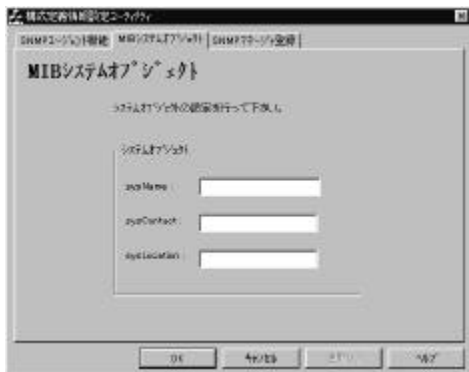 構成定義情報設定ユーティリティ
SNMPエージェント機能 MIBシステムオブジェクト SNMPマネージャ登録
MIBシステムオブジェクト
システムオブジェクトの設定を行って下さい。
システムオブジェクト
sysName :
sysContact :
sysLocation :
OK キャンセル ヘルプ